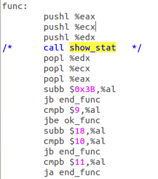 func:
pushl %eax
pushl %ecx
pushl %edx
/* call show_stat */
popl %edx
popl %ecx
popl %eax
subb $0x3B,%al
jb end_func
cmpb $9,%al
jbe ok_func
subb $18,%al
cmpb $10,%al
jb end_func
cmpb $11,%al
ja end_func